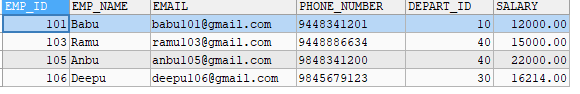 EMP_ID EMP_NAME EMAIL PHONE_NUMBER DEPART_ID SALARY
101 Babu babu101@gmail.com 9448341201 10 12000.00
103 Ramu ramu103@gmail.com 9448886634 40 15000.00
105 Anbu anbu105@gmail.com 9848341200 40 22000.00
106 Deepu deepu106@gmail.com 9845679123 30 16214.00